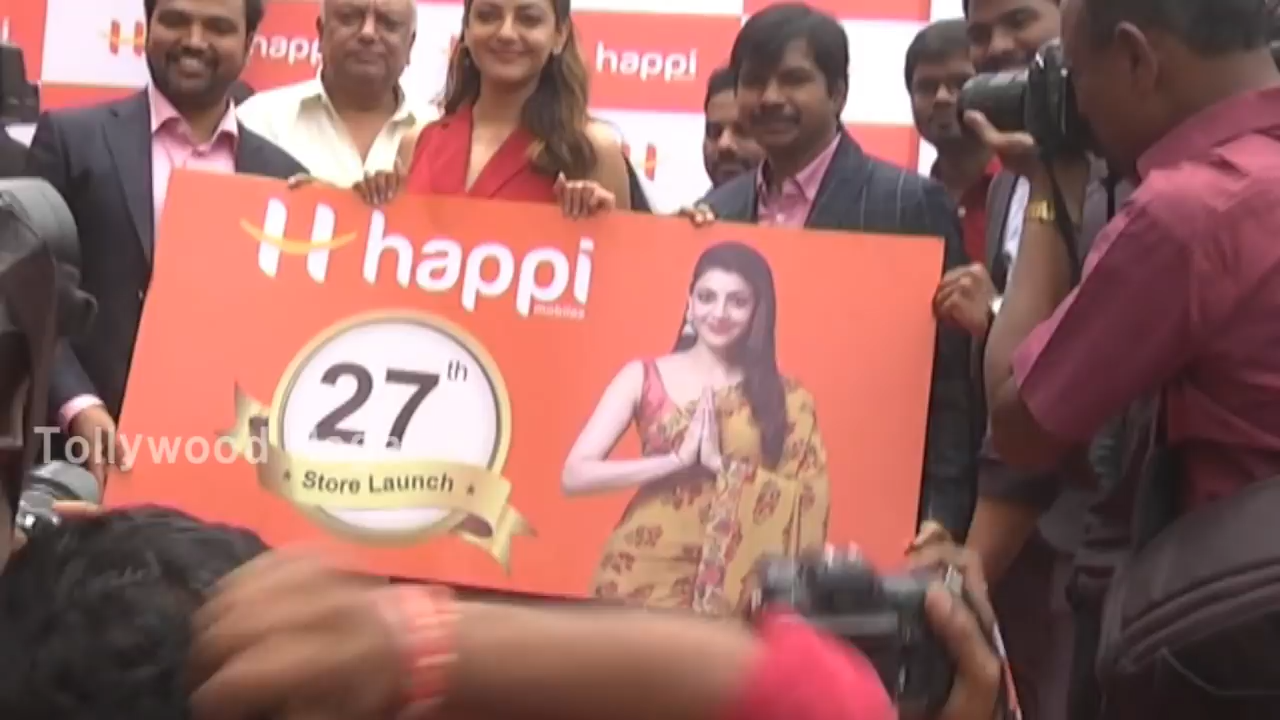 happi
happi
H happi
mobiles
27th
Tollywood
Store Launch